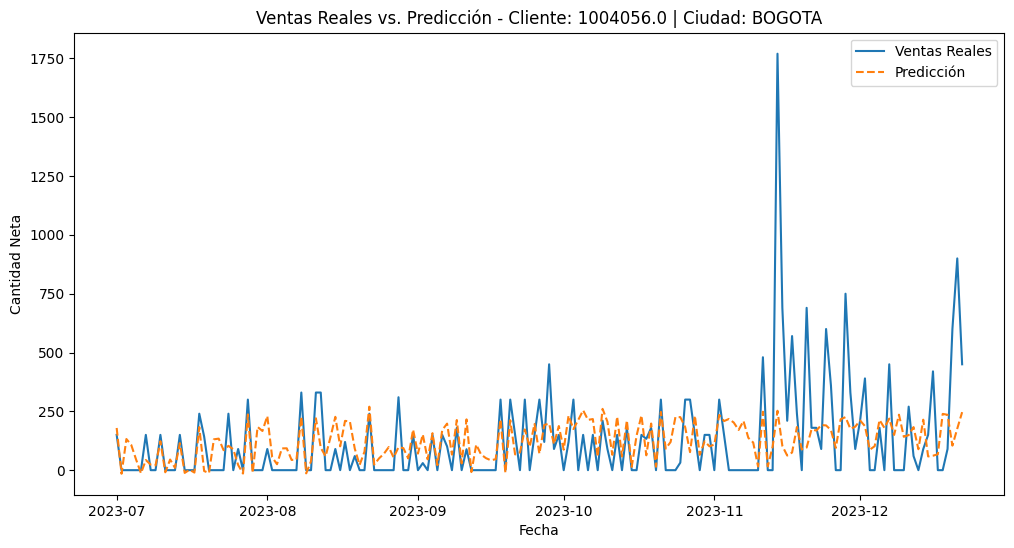 Ventas Reales vs. Predicción - Cliente: 1004056.0 | Ciudad: BOGOTA
Ventas Reales
Predicción
Cantidad Neta
1750
1500
1250
1000
750
500
250
0
2023-07
2023-08
2023-09
2023-10
2023-11
2023-12
Fecha